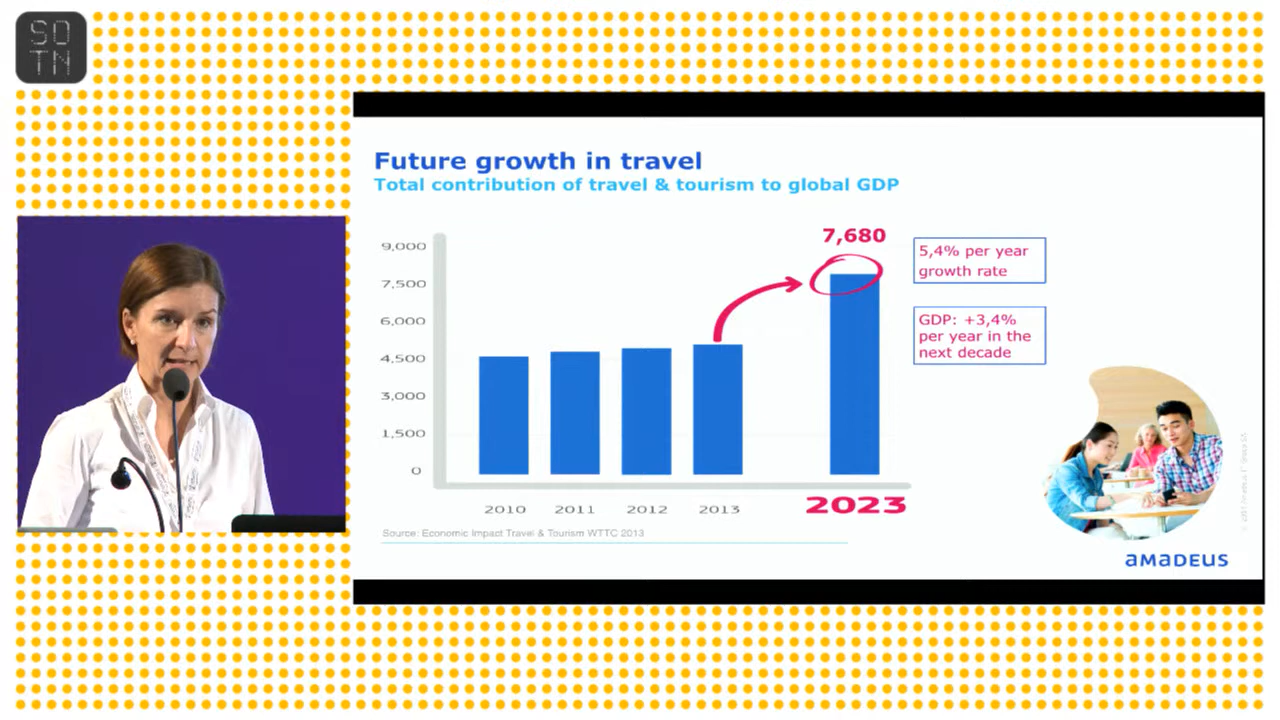 SO
TN
Future growth in travel
Total contribution of travel & tourism to global GDP
9,000
7,500
6,000
4,500
3,000
1,500
0
7,680
5,4% per year
growth rate
GDP: +3,4%
per year in the
next decade
2010 2011 2012 2013 2023
Source: Economic Impact Travel & Tourism WTTC 2013
amadeus